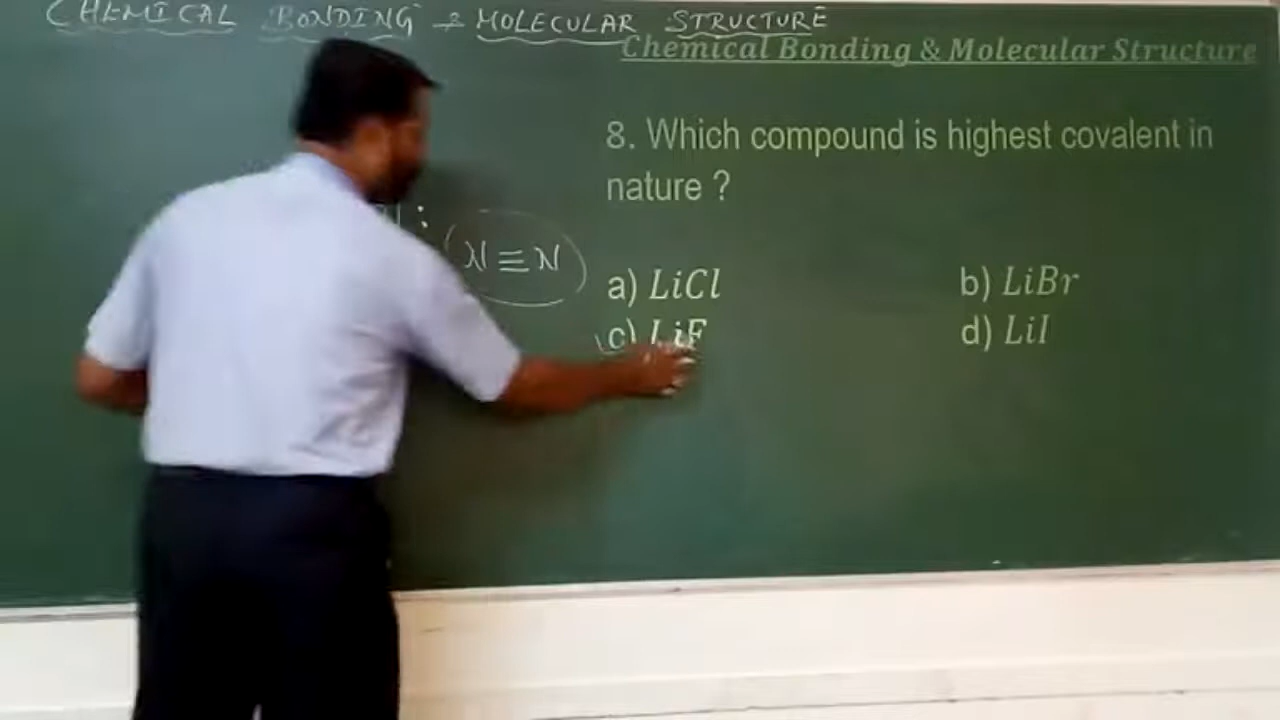 CHEMICAL BONDING & MOLECULAR STRUCTURE
Chemical Bonding & Molecular Structure
8. Which compound is highest covalent in
nature ?
N≡N
a) LiCl
b) LiBr
c) LiF
d) LiI